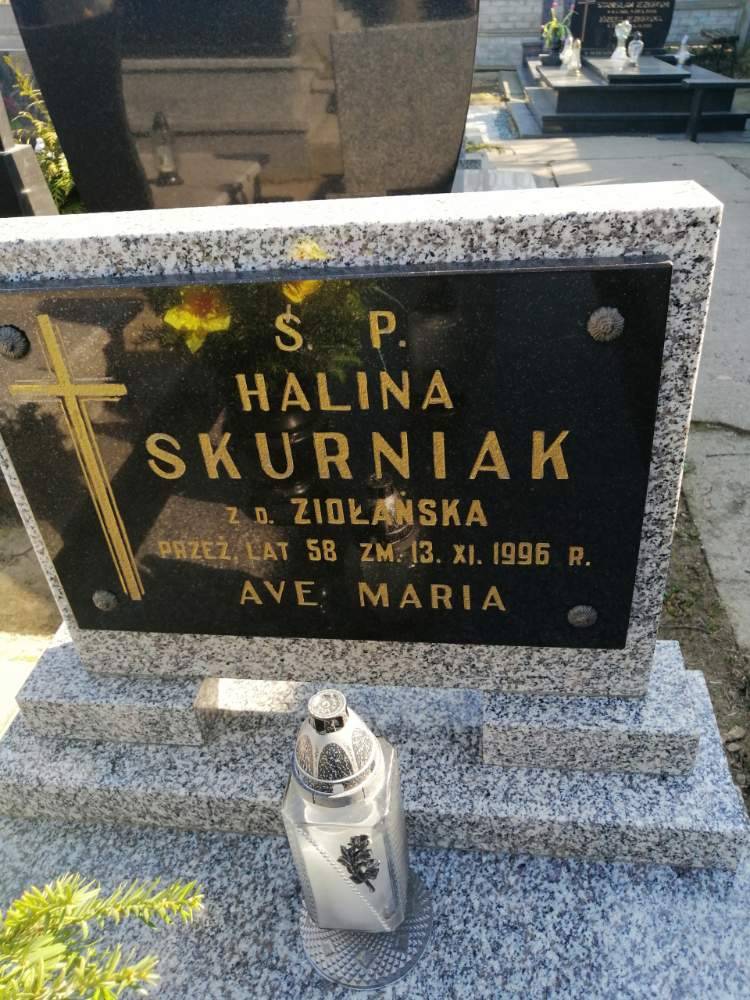 Ś. P.
HALINA
SKURNIAK
Z D. ZIOŁAŃSKA
PRZEŻ. LAT 58 ZM. 13. XI. 1996 R.
AVE MARIA